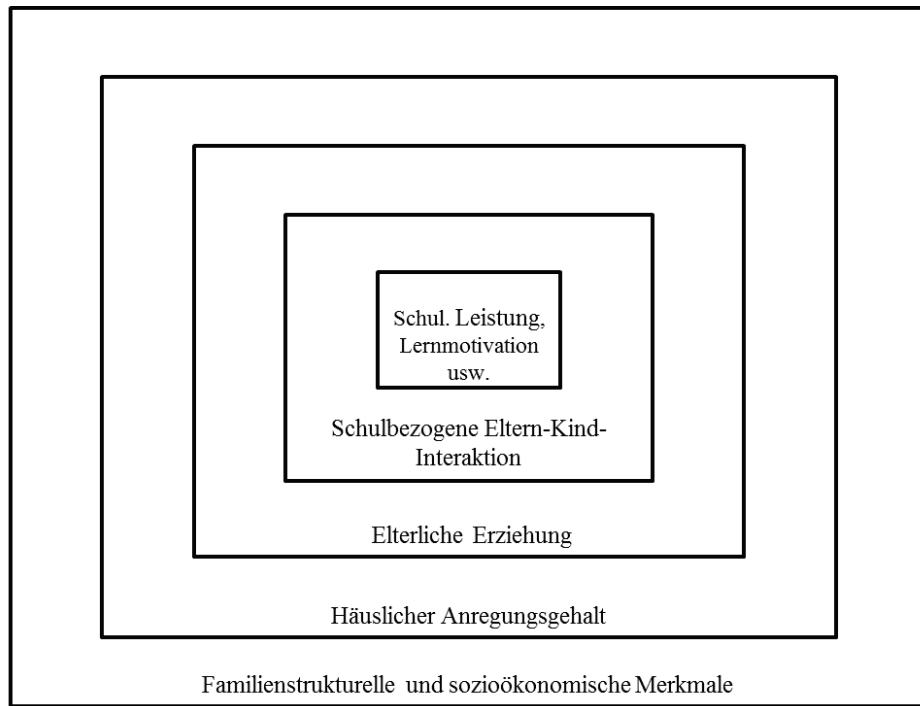 Schul. Leistung,
Lernmotivation
usw.
Schulbezogene Eltern-Kind-
Interaktion
Elterliche Erziehung
Häuslicher Anregungsgehalt
Familienstrukturelle und sozioökonomische Merkmale